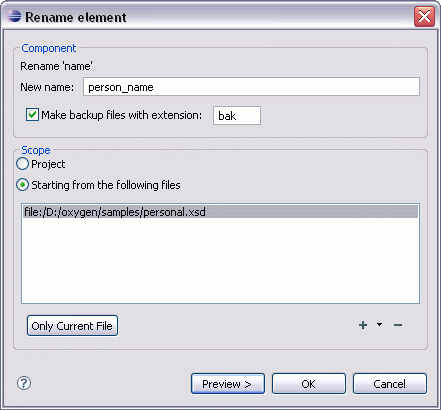 Rename element
Component
Rename 'name'
New name: person_name
Make backup files with extension: bak
Scope
Project
Starting from the following files
file:/D:/oxygen/samples/personal.xsd
Only Current File
Preview > OK Cancel